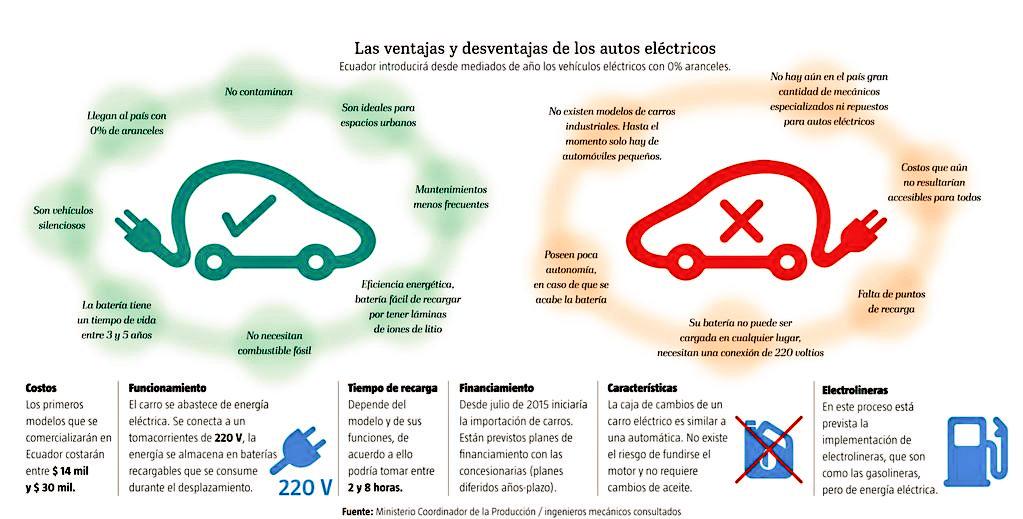 Las ventajas y desventajas de los autos eléctricos
Ecuador introducirá desde mediados de año los vehículos eléctricos con 0% aranceles.
No contaminan
Llegan al país con
0% de aranceles
Son ideales para
espacios urbanos
Son vehículos
silenciosos
Mantenimientos
menos frecuentes
La batería tiene
un tiempo de vida
entre 3 y 5 años
No necesitan
combustible fósil
Eficiencia energética,
batería fácil de recargar
por tener láminas
de iones de litio
No existen modelos de carros
industriales. Hasta el
momento solo hay de
automóviles pequeños.
No hay aún en el país gran
cantidad de mecánicos
especializados ni repuestos
para autos eléctricos
Costos que aún
no resultarían
accesibles para todos
Poseen poca
autonomía,
en caso de que se
acabe la batería
Falta de puntos
de recarga
Su batería no puede ser
cargada en cualquier lugar,
necesitan una conexión de 220 voltios
Costos
Los primeros
modelos que se
comercializarán en
Ecuador costarán
entre $ 14 mil
y $ 30 mil.
Funcionamiento
El carro se abastece de energía
eléctrica. Se conecta a un
tomacorrientes de 220 V, la
energía se almacena en baterías
recargables que se consume
durante el desplazamiento.
220 V
Tiempo de recarga
Depende del
modelo y de sus
funciones, de
acuerdo a ello
podría tomar entre
2 y 8 horas.
Financiamiento
Desde julio de 2015 iniciaría
la importación de carros.
Están previstos planes de
financiamiento con las
concesionarias (planes
diferidos años-plazo).
Características
La caja de cambios de un
carro eléctrico es similar a
una automática. No existe
el riesgo de fundirse el
motor y no requiere
cambios de aceite.
Electrolineras
En este proceso está
prevista la
implementación de
electrolineras, que son
como las gasolineras,
pero de energía eléctrica.
Fuente: Ministerio Coordinador de la Producción / ingenieros mecánicos consultados